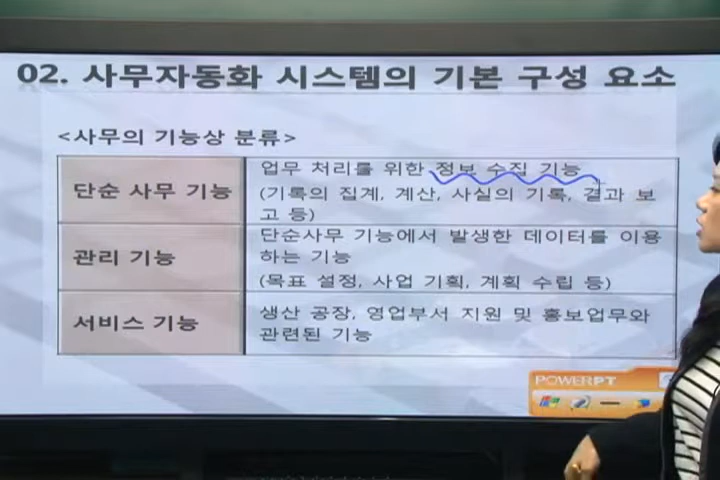 02. 사무자동화 시스템의 기본 구성 요소
<사무의 기능상 분류>
단순 사무 기능
업무 처리를 위한 정보 수집 기능
(기록의 집계, 계산, 사실의 기록, 결과 보
고 등)
관리 기능
단순사무 기능에서 발생한 데이터를 이용
하는 기능
(목표 설정, 사업 기획, 계획 수립 등)
서비스 기능
생산 공장, 영업부서 지원 및 홍보업무와
관련된 기능
POWERPT